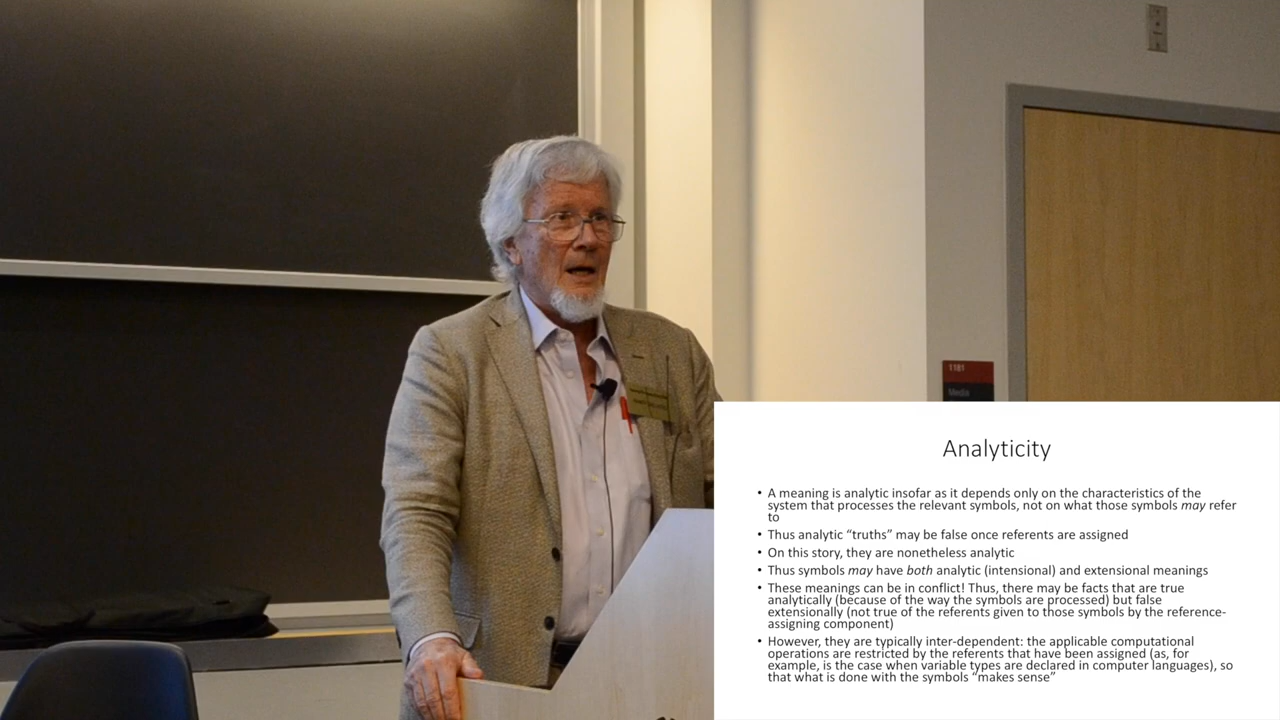 1181
Media
Analyticity
• A meaning is analytic insofar as it depends only on the characteristics of the
system that processes the relevant symbols, not on what those symbols may refer
to
• Thus analytic “truths” may be false once referents are assigned
• On this story, they are nonetheless analytic
• Thus symbols may have both analytic (intensional) and extensional meanings
• These meanings can be in conflict! Thus, there may be facts that are true
analytically (because of the way the symbols are processed) but false
extensionally (not true of the referents given to those symbols by the reference-
assigning component)
• However, they are typically inter-dependent: the applicable computational
operations are restricted by the referents that have been assigned (as, for
example, is the case when variable types are declared in computer languages), so
that what is done with the symbols “makes sense”